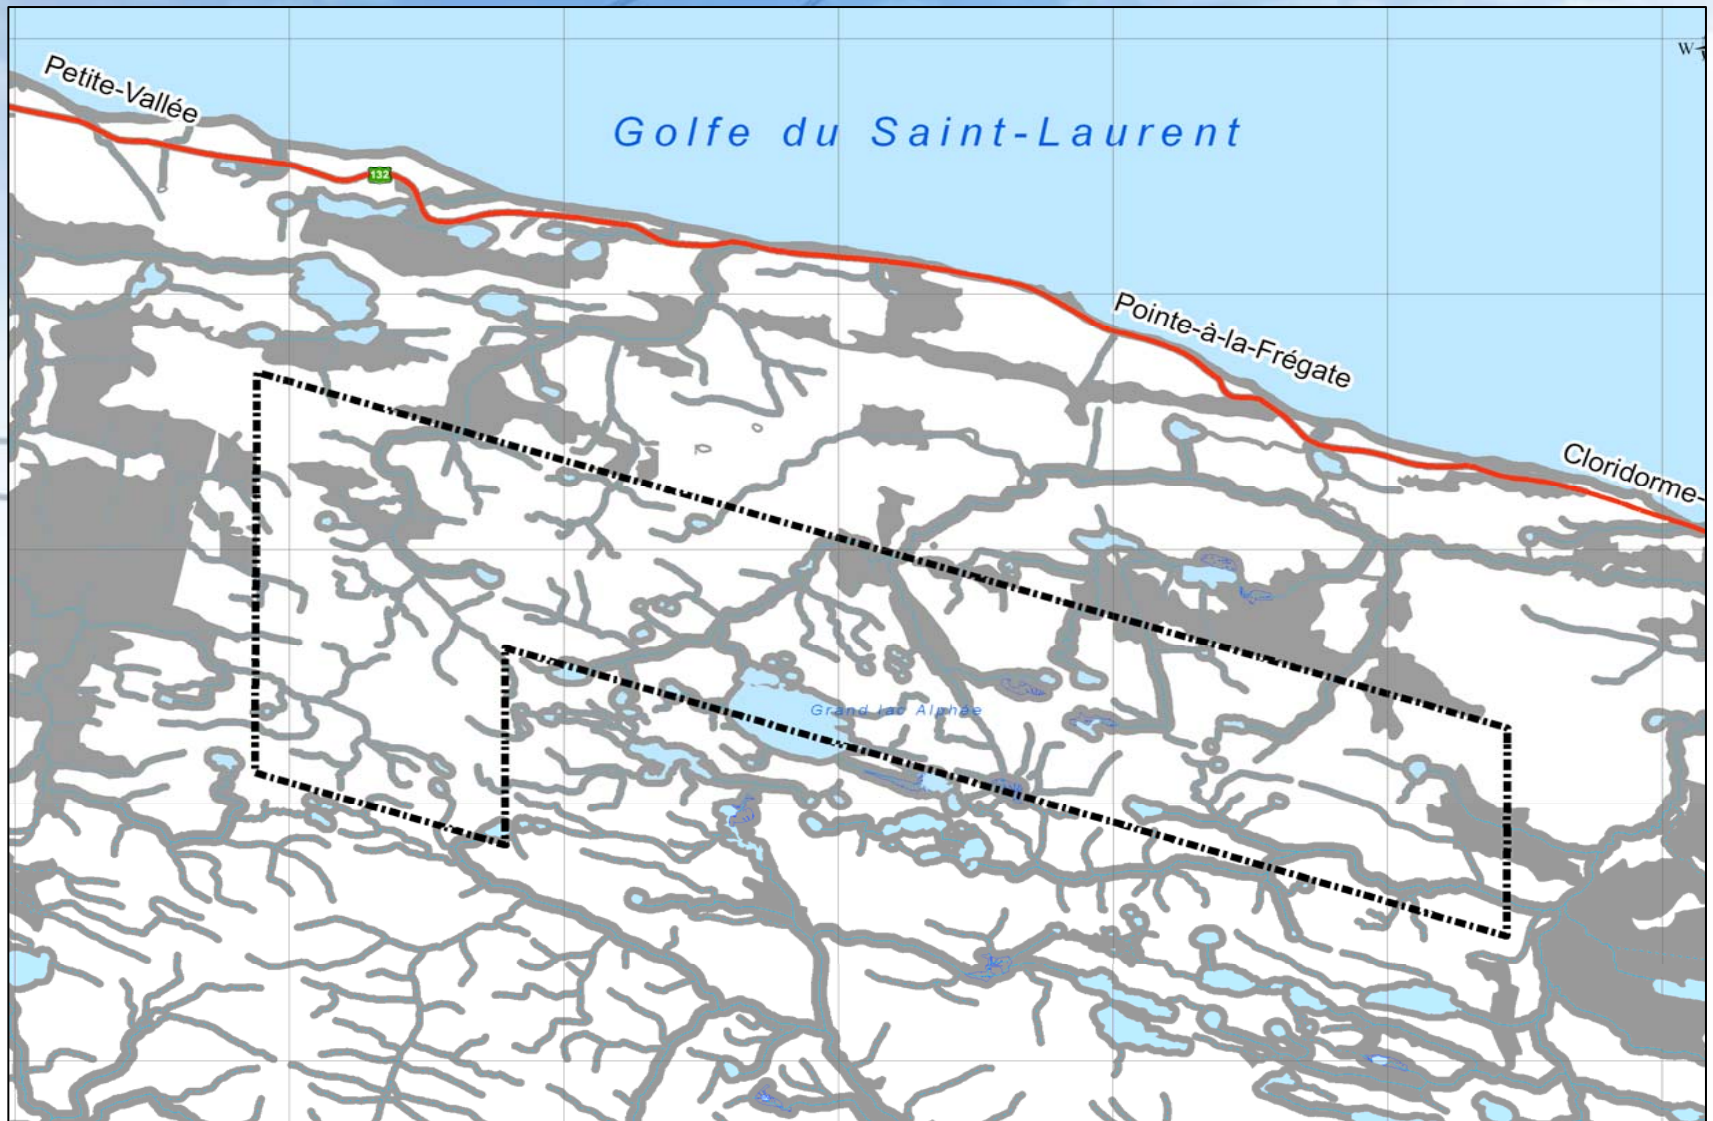 W
Petite-Vallée
Golfe du Saint-Laurent
132
Pointe-à-la-Frégate
Cloridorme-
Grand lac Alphée